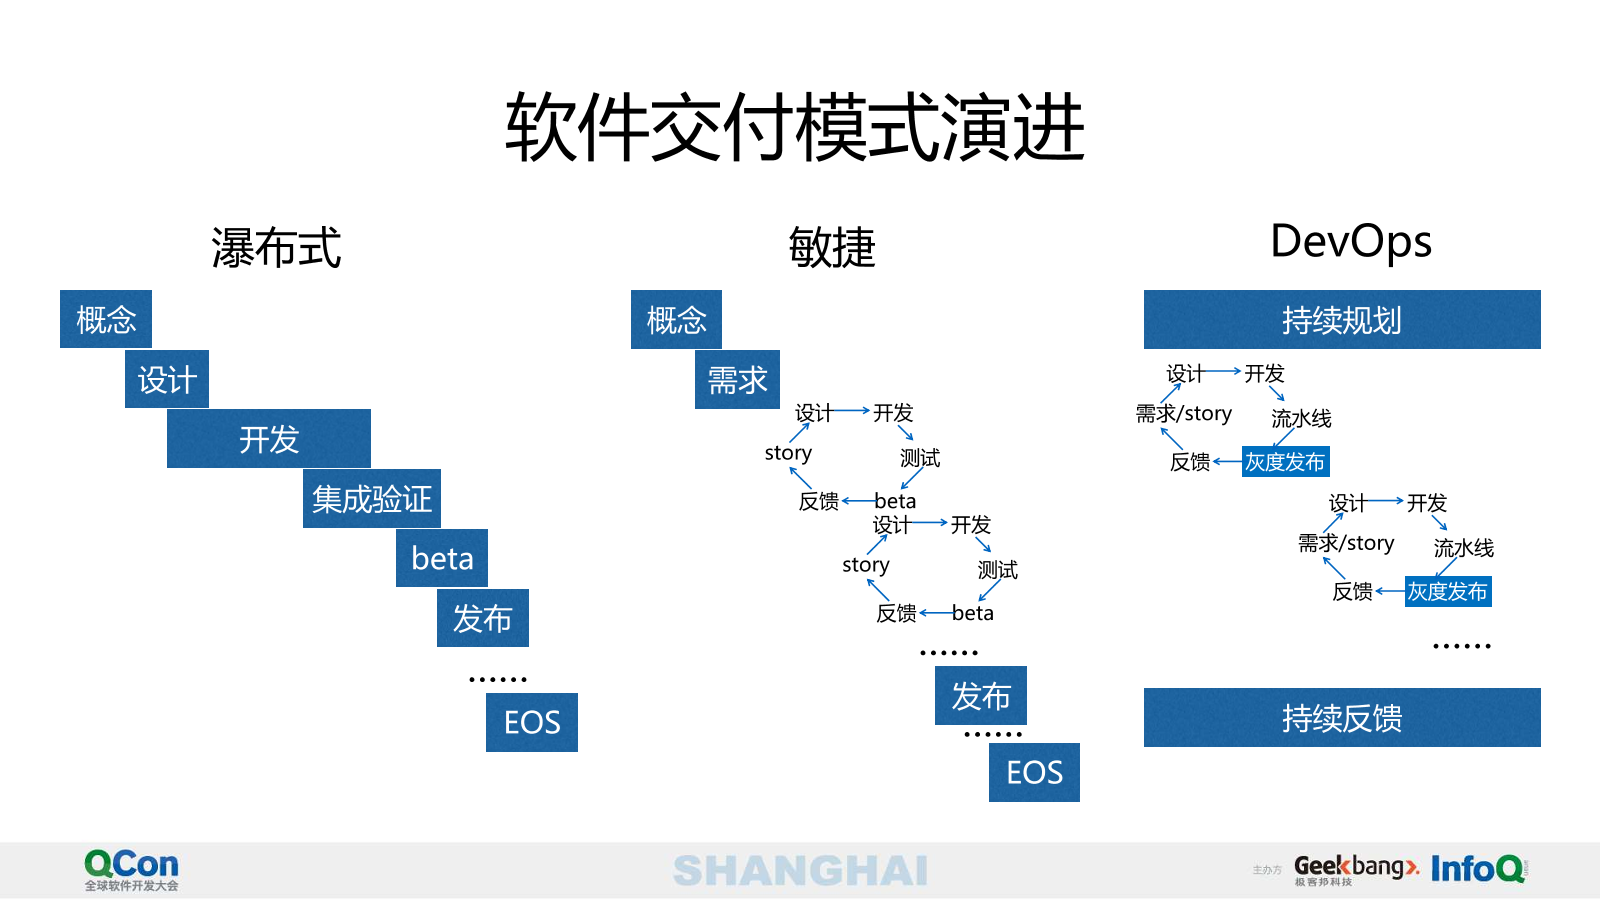 软件交付模式演进
瀑布式
概念
设计
开发
集成验证
beta
发布
……
EOS
敏捷
概念
需求
设计
开发
story
测试
反馈
beta
设计
开发
story
测试
反馈
beta
……
发布
……
EOS
DevOps
持续规划
设计
开发
需求/story
流水线
反馈
灰度发布
设计
开发
需求/story
流水线
反馈
灰度发布
……
持续反馈
QCon
全球软件开发大会
SHANGHAI
主办方
Geekbang>.
极客邦科技
InfoQ